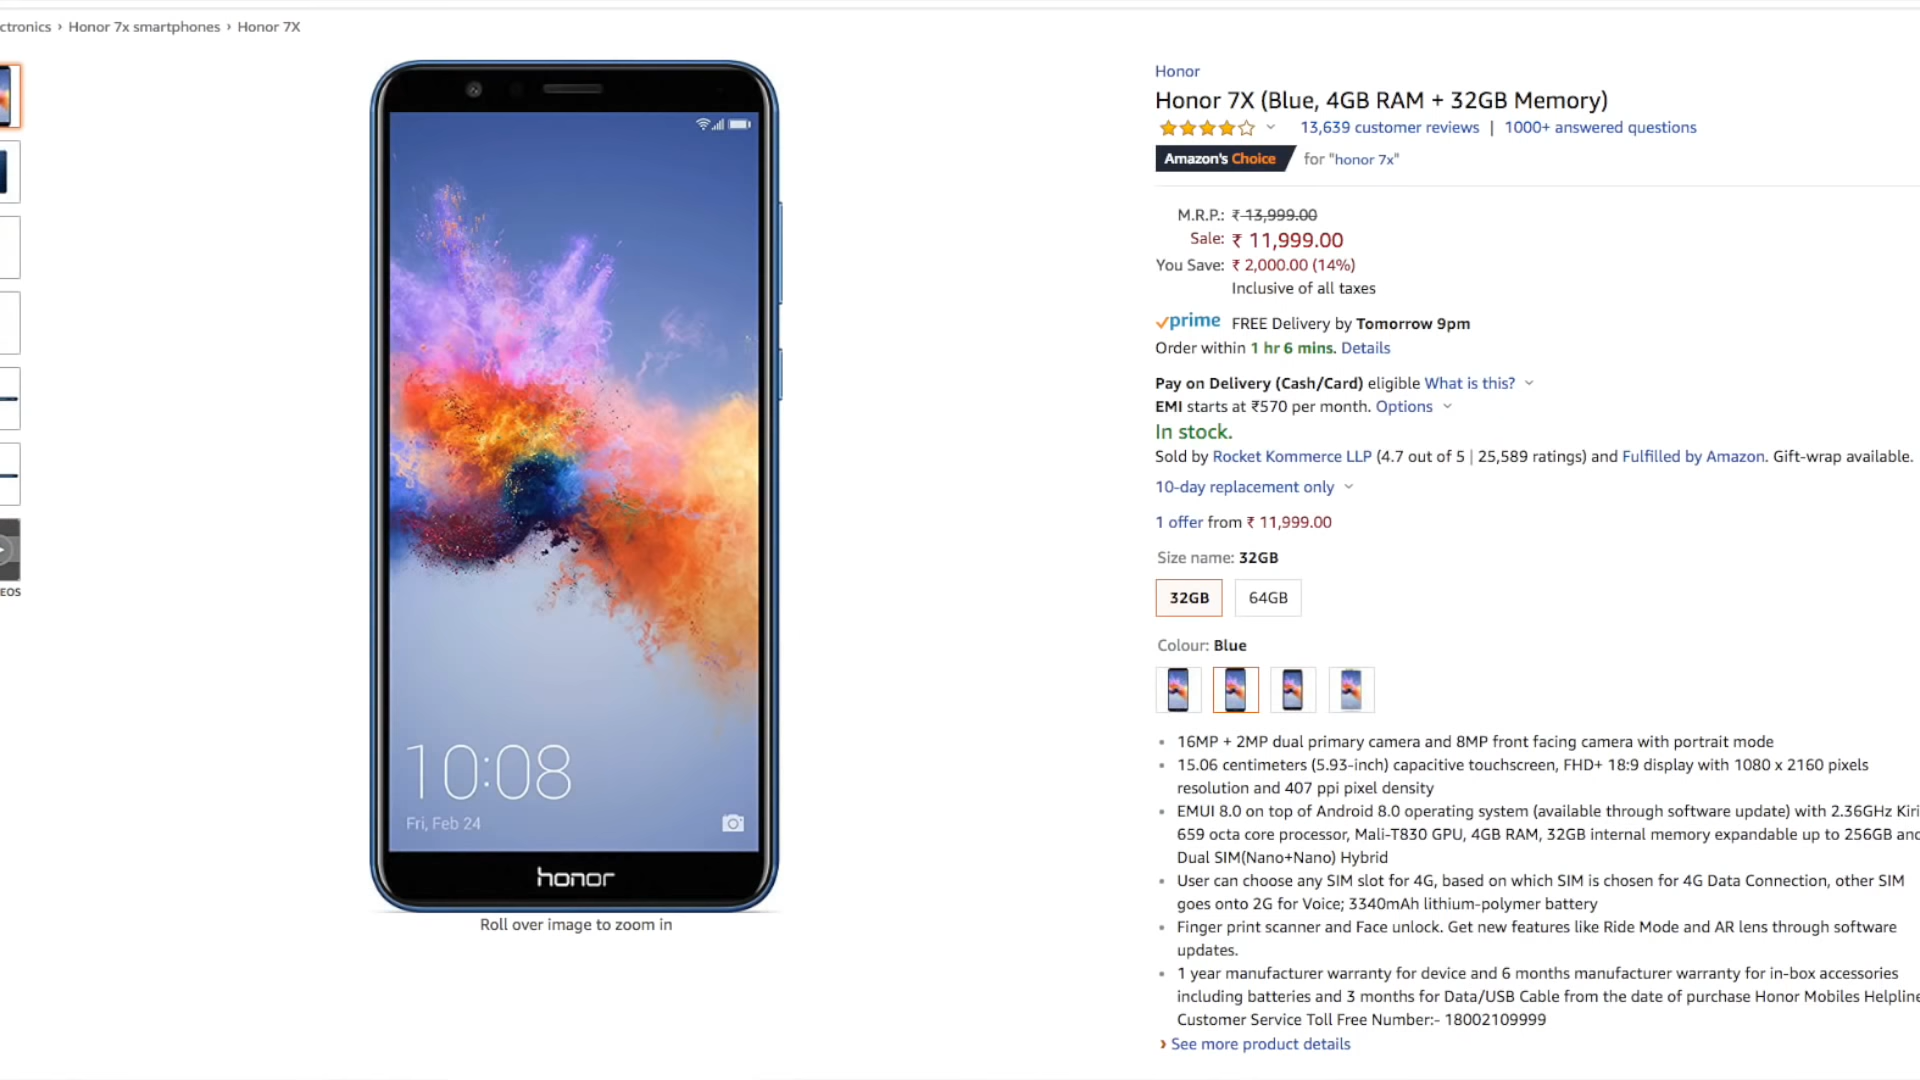 ctronics › Honor 7x smartphones › Honor 7X
EOS
10:08
Fri, Feb 24
honor
Roll over image to zoom in
Honor
Honor 7X (Blue, 4GB RAM + 32GB Memory)
13,639 customer reviews | 1000+ answered questions
Amazon's Choice for "honor 7x"
M.R.P.: ₹ 13,999.00
Sale: ₹ 11,999.00
You Save: ₹ 2,000.00 (14%)
Inclusive of all taxes
prime FREE Delivery by Tomorrow 9pm
Order within 1 hr 6 mins. Details
Pay on Delivery (Cash/Card) eligible What is this?
EMI starts at ₹570 per month. Options
In stock.
Sold by Rocket Kommerce LLP (4.7 out of 5 | 25,589 ratings) and Fulfilled by Amazon. Gift-wrap available.
10-day replacement only
1 offer from ₹ 11,999.00
Size name: 32GB
32GB 64GB
Colour: Blue
• 16MP + 2MP dual primary camera and 8MP front facing camera with portrait mode
• 15.06 centimeters (5.93-inch) capacitive touchscreen, FHD+ 18:9 display with 1080 x 2160 pixels
resolution and 407 ppi pixel density
• EMUI 8.0 on top of Android 8.0 operating system (available through software update) with 2.36GHz Kiri
659 octa core processor, Mali-T830 GPU, 4GB RAM, 32GB internal memory expandable up to 256GB and
Dual SIM(Nano+Nano) Hybrid
• User can choose any SIM slot for 4G, based on which SIM is chosen for 4G Data Connection, other SIM
goes onto 2G for Voice; 3340mAh lithium-polymer battery
• Finger print scanner and Face unlock. Get new features like Ride Mode and AR lens through software
updates.
• 1 year manufacturer warranty for device and 6 months manufacturer warranty for in-box accessories
including batteries and 3 months for Data/USB Cable from the date of purchase Honor Mobiles Helpline
Customer Service Toll Free Number:- 18002109999
› See more product details